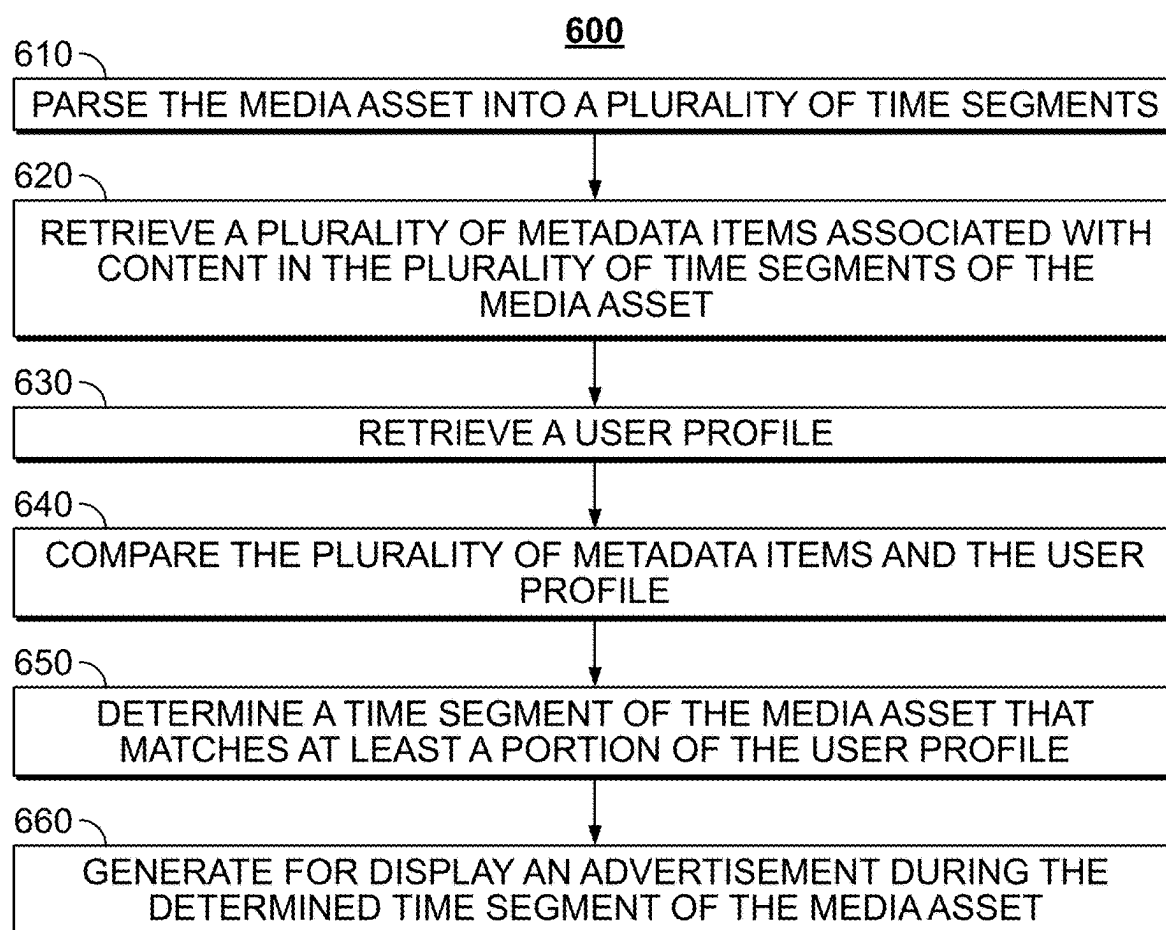 600
610
PARSE THE MEDIA ASSET INTO A PLURALITY OF TIME SEGMENTS
620
RETRIEVE A PLURALITY OF METADATA ITEMS ASSOCIATED WITH
CONTENT IN THE PLURALITY OF TIME SEGMENTS OF THE
MEDIA ASSET
630
RETRIEVE A USER PROFILE
640
COMPARE THE PLURALITY OF METADATA ITEMS AND THE USER
PROFILE
650
DETERMINE A TIME SEGMENT OF THE MEDIA ASSET THAT
MATCHES AT LEAST A PORTION OF THE USER PROFILE
660
GENERATE FOR DISPLAY AN ADVERTISEMENT DURING THE
DETERMINED TIME SEGMENT OF THE MEDIA ASSET